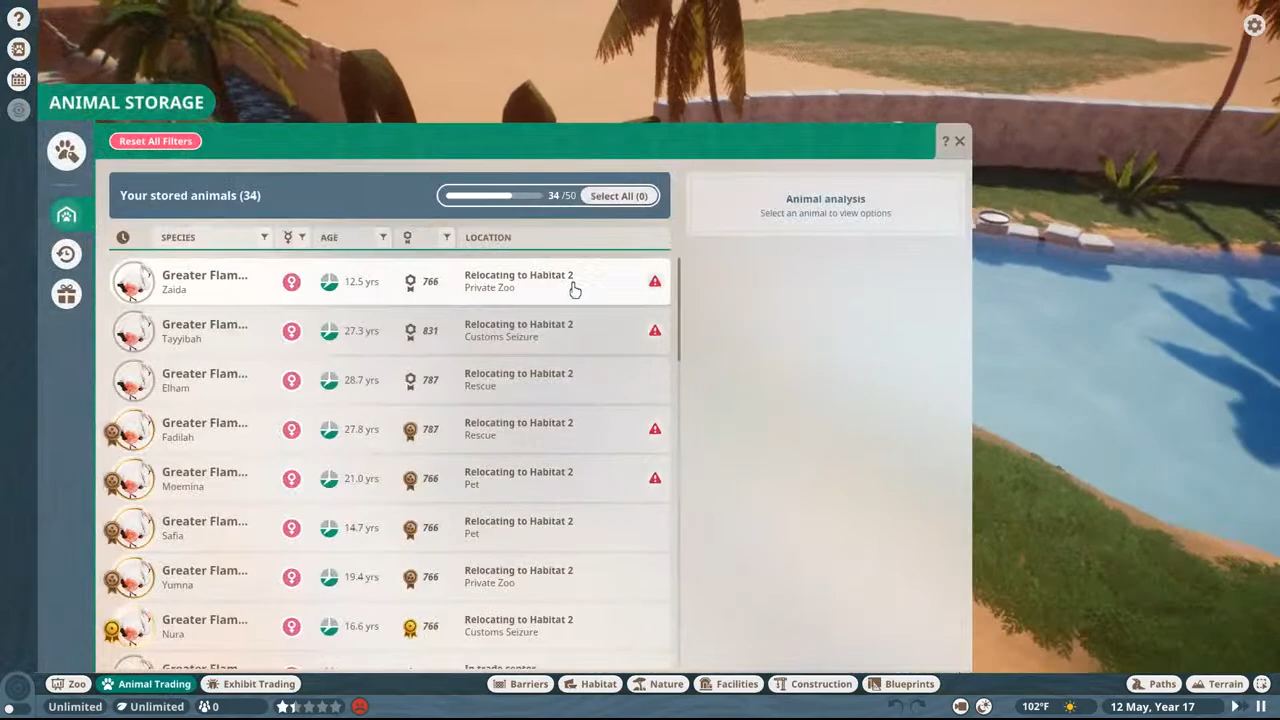 ANIMAL STORAGE
Reset All Filters
? ✕
Your stored animals (34)
34 /50
Select All (0)
Animal analysis
Select an animal to view options
SPECIES
AGE
LOCATION
Greater Flam...
Zaida
12.5 yrs
766
Relocating to Habitat 2
Private Zoo
Greater Flam...
Tayyibah
27.3 yrs
831
Relocating to Habitat 2
Customs Seizure
Greater Flam...
Elham
28.7 yrs
787
Relocating to Habitat 2
Rescue
Greater Flam...
Fadilah
27.8 yrs
787
Relocating to Habitat 2
Rescue
Greater Flam...
Moemina
21.0 yrs
766
Relocating to Habitat 2
Pet
Greater Flam...
Safia
14.7 yrs
766
Relocating to Habitat 2
Pet
Greater Flam...
Yumna
19.4 yrs
766
Relocating to Habitat 2
Private Zoo
Greater Flam...
Nura
16.6 yrs
766
Relocating to Habitat 2
Customs Seizure
Greater Flam...
In trade center
Zoo
Animal Trading
Exhibit Trading
Barriers
Habitat
Nature
Facilities
Construction
Blueprints
Paths
Terrain
Unlimited
Unlimited
0
102°F
12 May, Year 17